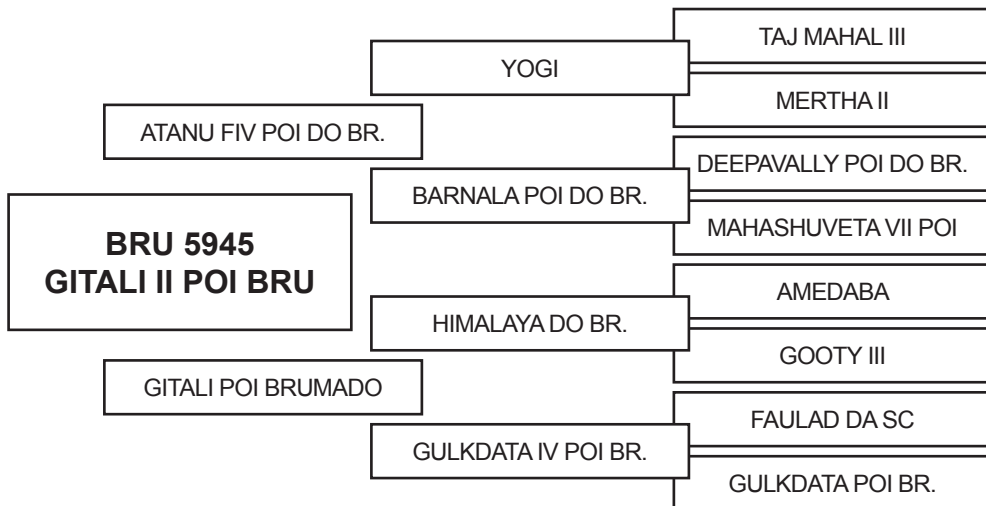 TAJ MAHAL III
YOGI
MERTHA II
ATANU FIV POI DO BR.
DEEPAVALLY POI DO BR.
BARNALA POI DO BR.
MAHASHUVETA VII POI
BRU 5945
GITALI II POI BRU
AMEDABA
HIMALAYA DO BR.
GOOTY III
GITALI POI BRUMADO
FAULAD DA SC
GULKDATA IV POI BR.
GULKDATA POI BR.